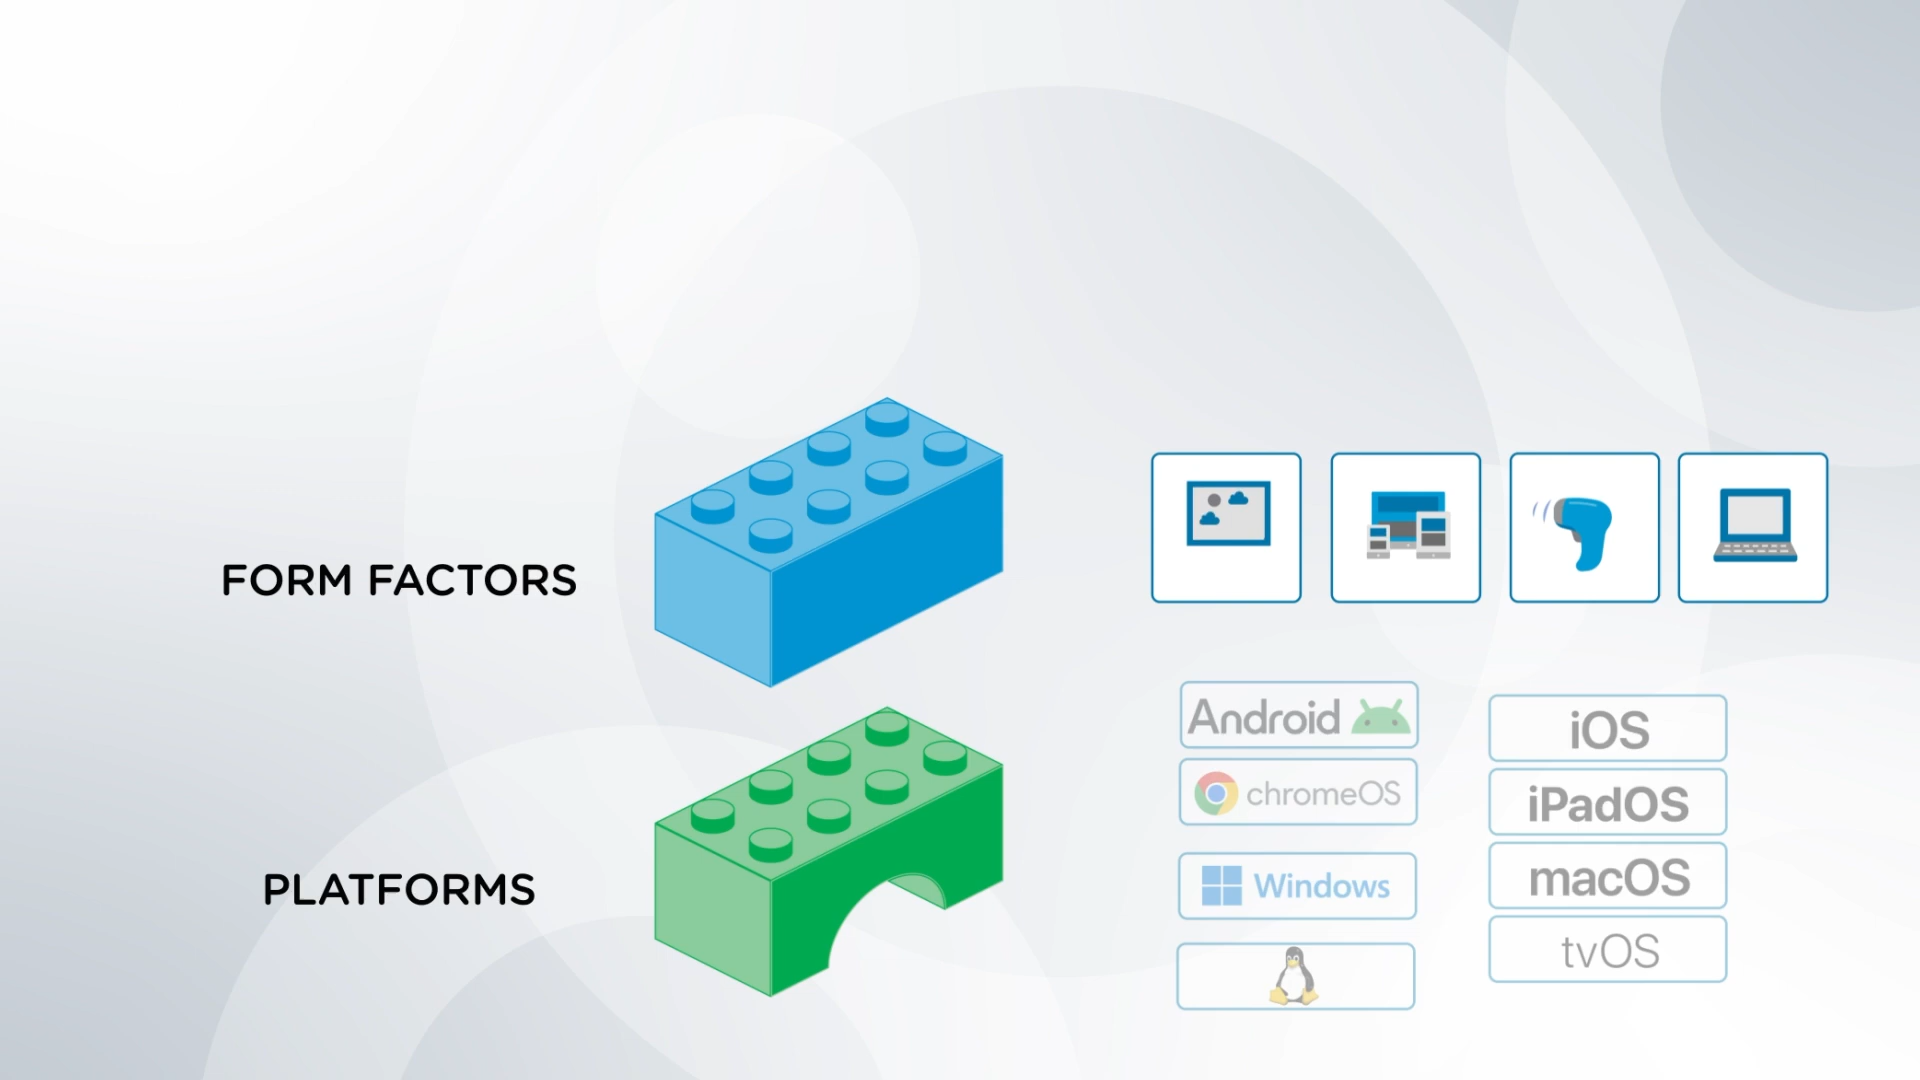 FORM FACTORS
PLATFORMS
Android
chromeOS
Windows
iOS
iPadOS
macOS
tvOS